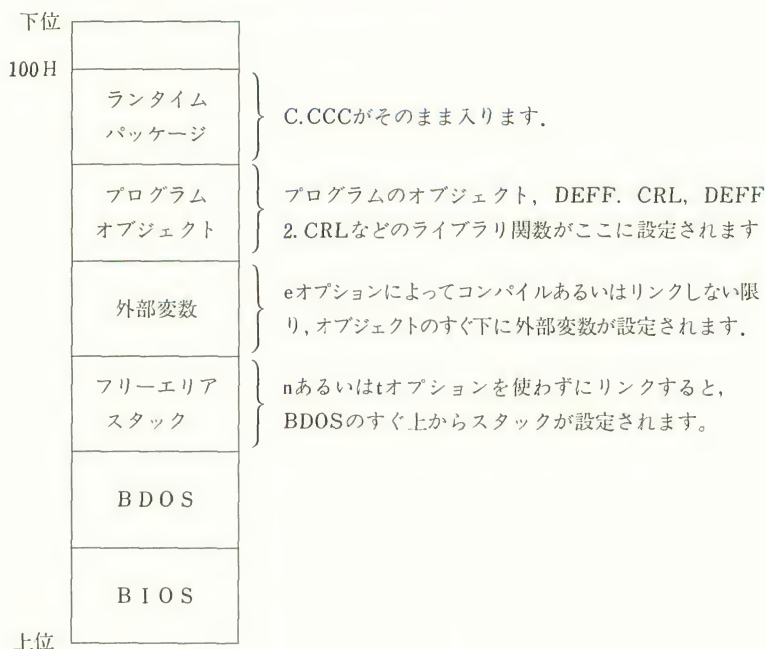 下位
100H
ランタイム
パッケージ
C.CCCがそのまま入ります.
プログラム
オブジェクト
プログラムのオブジェクト, DEFF. CRL, DEFF
2. CRLなどのライブラリ関数がここに設定されます
外部変数
eオプションによってコンパイルあるいはリンクしない限
り, オブジェクトのすぐ下に外部変数が設定されます.
フリーエリア
スタック
nあるいはtオプションを使わずにリンクすると,
BDOSのすぐ上からスタックが設定されます。
BDOS
BIOS
上位